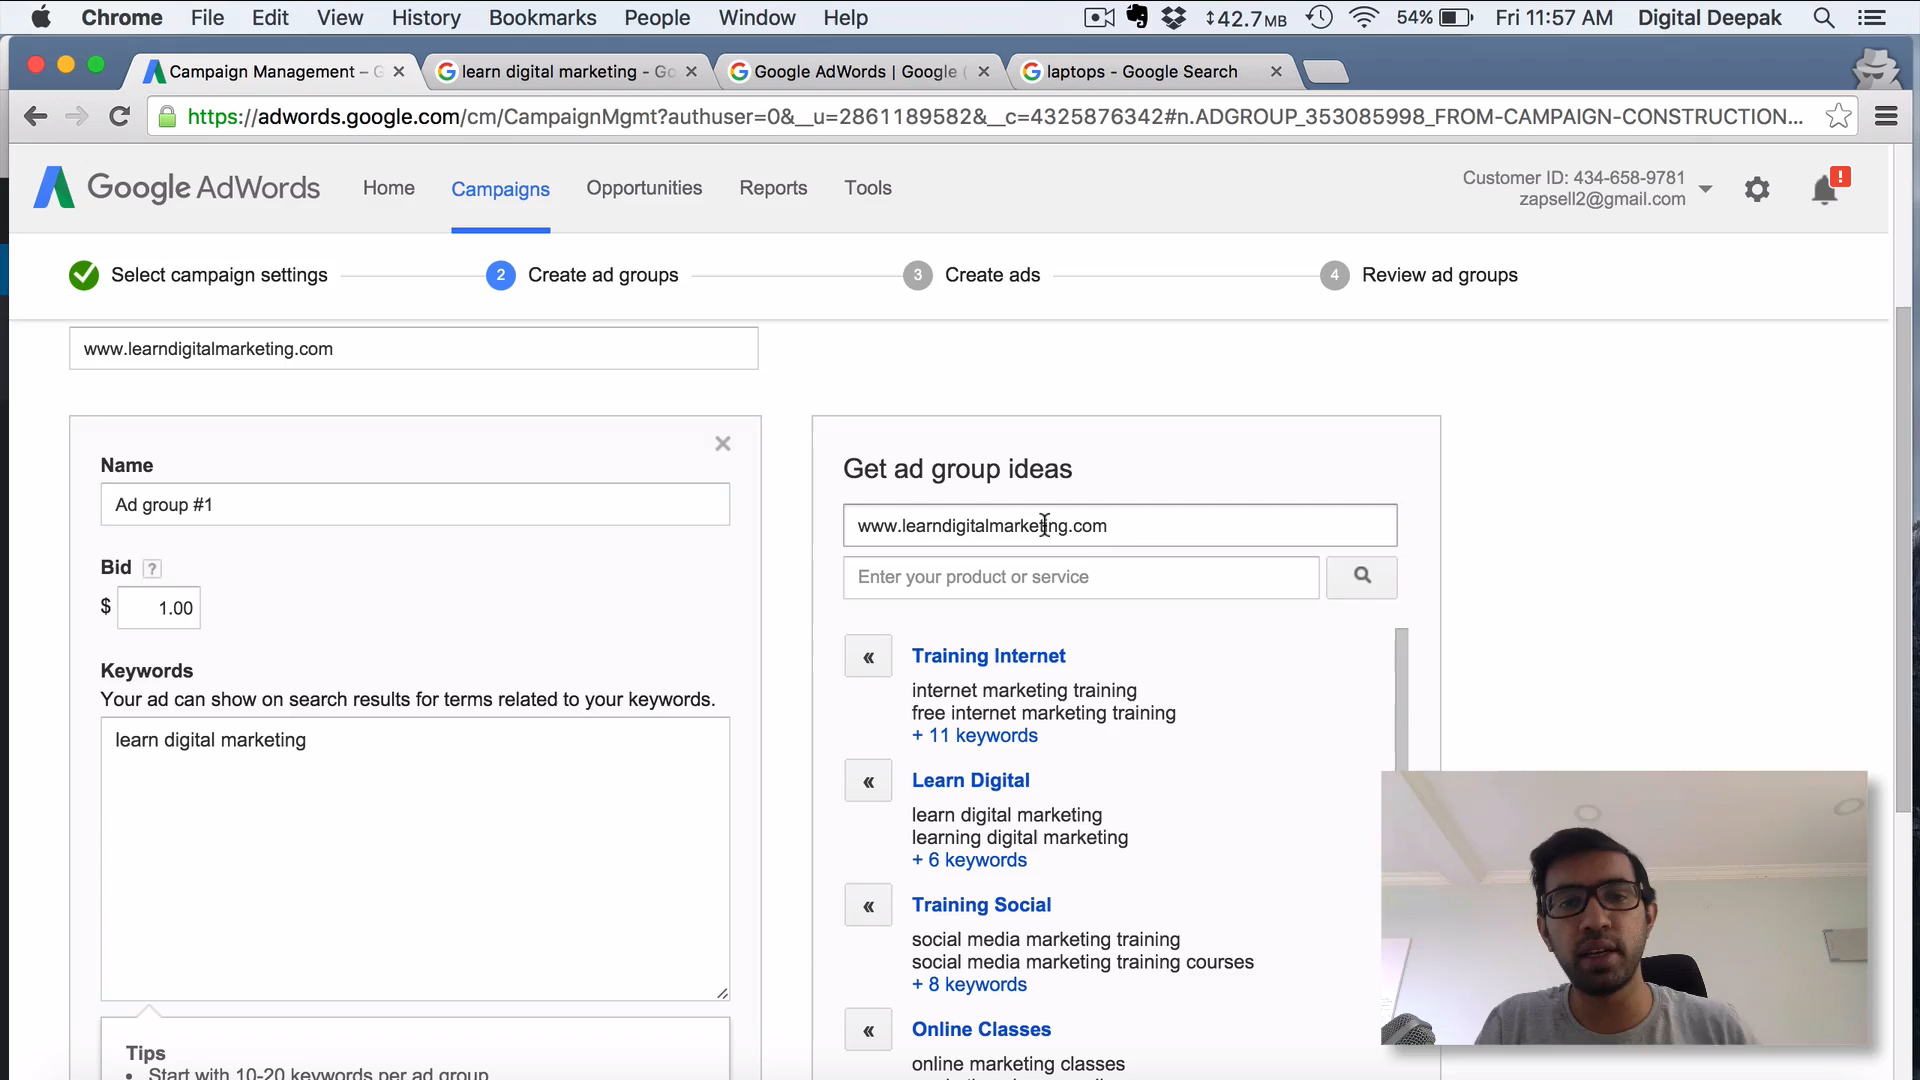 Chrome File Edit View History Bookmarks People Window Help 42.7MB 54% Fri 11:57 AM Digital Deepak
Campaign Management – G learn digital marketing - Go Google AdWords | Google ( laptops - Google Search
https://adwords.google.com/cm/CampaignMgmt?authuser=0&__u=2861189582&__c=4325876342#n.ADGROUP_353085998_FROM-CAMPAIGN-CONSTRUCTION...
Google AdWords Home Campaigns Opportunities Reports Tools
Customer ID: 434-658-9781
zapsell2@gmail.com
!
Select campaign settings 2 Create ad groups 3 Create ads 4 Review ad groups
www.learndigitalmarketing.com
Name
Ad group #1
Bid ?
$ 1.00
Keywords
Your ad can show on search results for terms related to your keywords.
learn digital marketing
Tips
• Start with 10-20 keywords per ad group
Get ad group ideas
www.learndigitalmarketing.com
Enter your product or service
« Training Internet
internet marketing training
free internet marketing training
+ 11 keywords
« Learn Digital
learn digital marketing
learning digital marketing
+ 6 keywords
« Training Social
social media marketing training
social media marketing training courses
+ 8 keywords
« Online Classes
online marketing classes